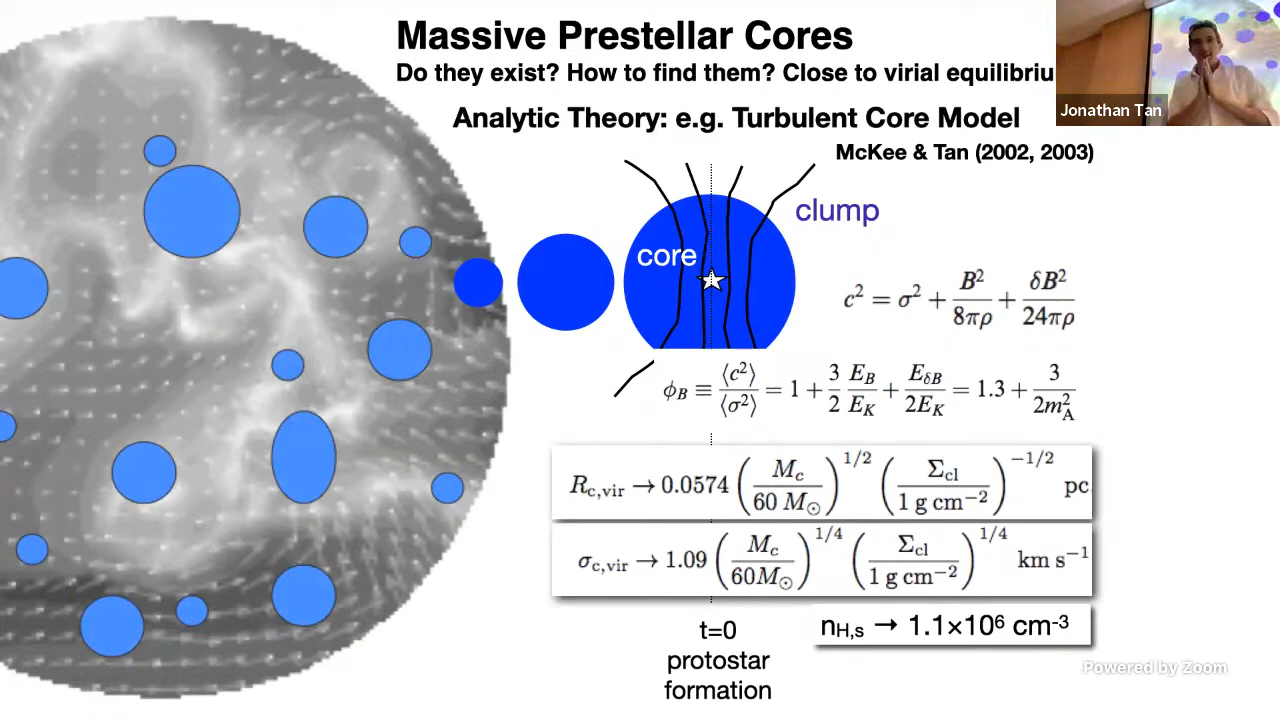 Massive Prestellar Cores
Do they exist? How to find them? Close to virial equilibriu
Jonathan Tan
Analytic Theory: e.g. Turbulent Core Model
McKee & Tan (2002, 2003)
clump
core
c² = σ² + B²/8πρ + δB²/24πρ
ϕ_B ≡ ⟨c²⟩/⟨σ²⟩ = 1 + 3/2 E_B/E_K + E_δB/2E_K = 1.3 + 3/2m_A²
R_c,vir → 0.0574 (M_c/60 M_⊙)^1/2 (Σ_cl/1 g cm⁻²)^−1/2 pc
σ_c,vir → 1.09 (M_c/60M_⊙)^1/4 (Σ_cl/1 g cm⁻²)^1/4 km s⁻¹
n_H,s → 1.1×10⁶ cm⁻³
t=0
protostar
formation
Powered by Zoom